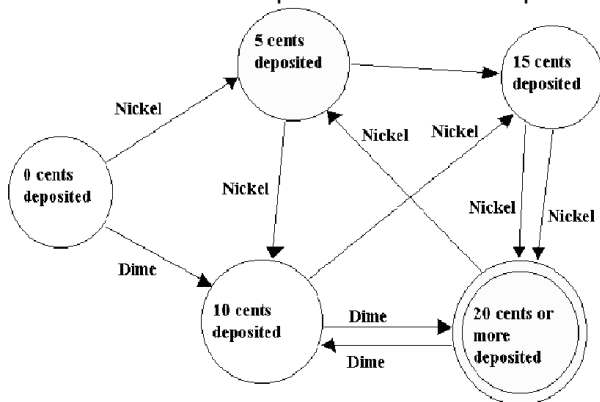 5 cents
deposited
15 cents
deposited
Nickel
Nickel
Nickel
0 cents
deposited
Nickel
Nickel
Nickel
Dime
10 cents
deposited
Dime
Dime
20 cents or
more
deposited